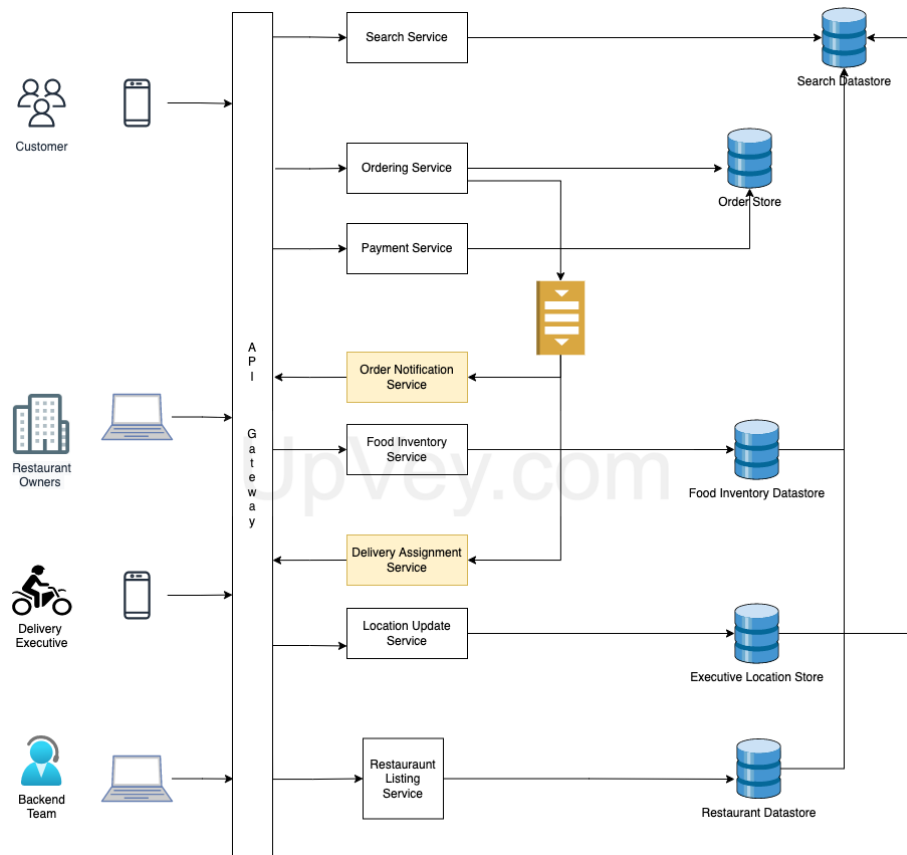 Search Service
Search Datastore
Customer
Ordering Service
Order Store
Payment Service
A
P
I
G
a
t
e
w
a
y
Order Notification
Service
Restaurant
Owners
Food Inventory
Service
Food Inventory Datastore
UpVey.com
Delivery Assignment
Service
Delivery
Executive
Location Update
Service
Executive Location Store
Backend
Team
Restauraunt
Listing
Service
Restaurant Datastore